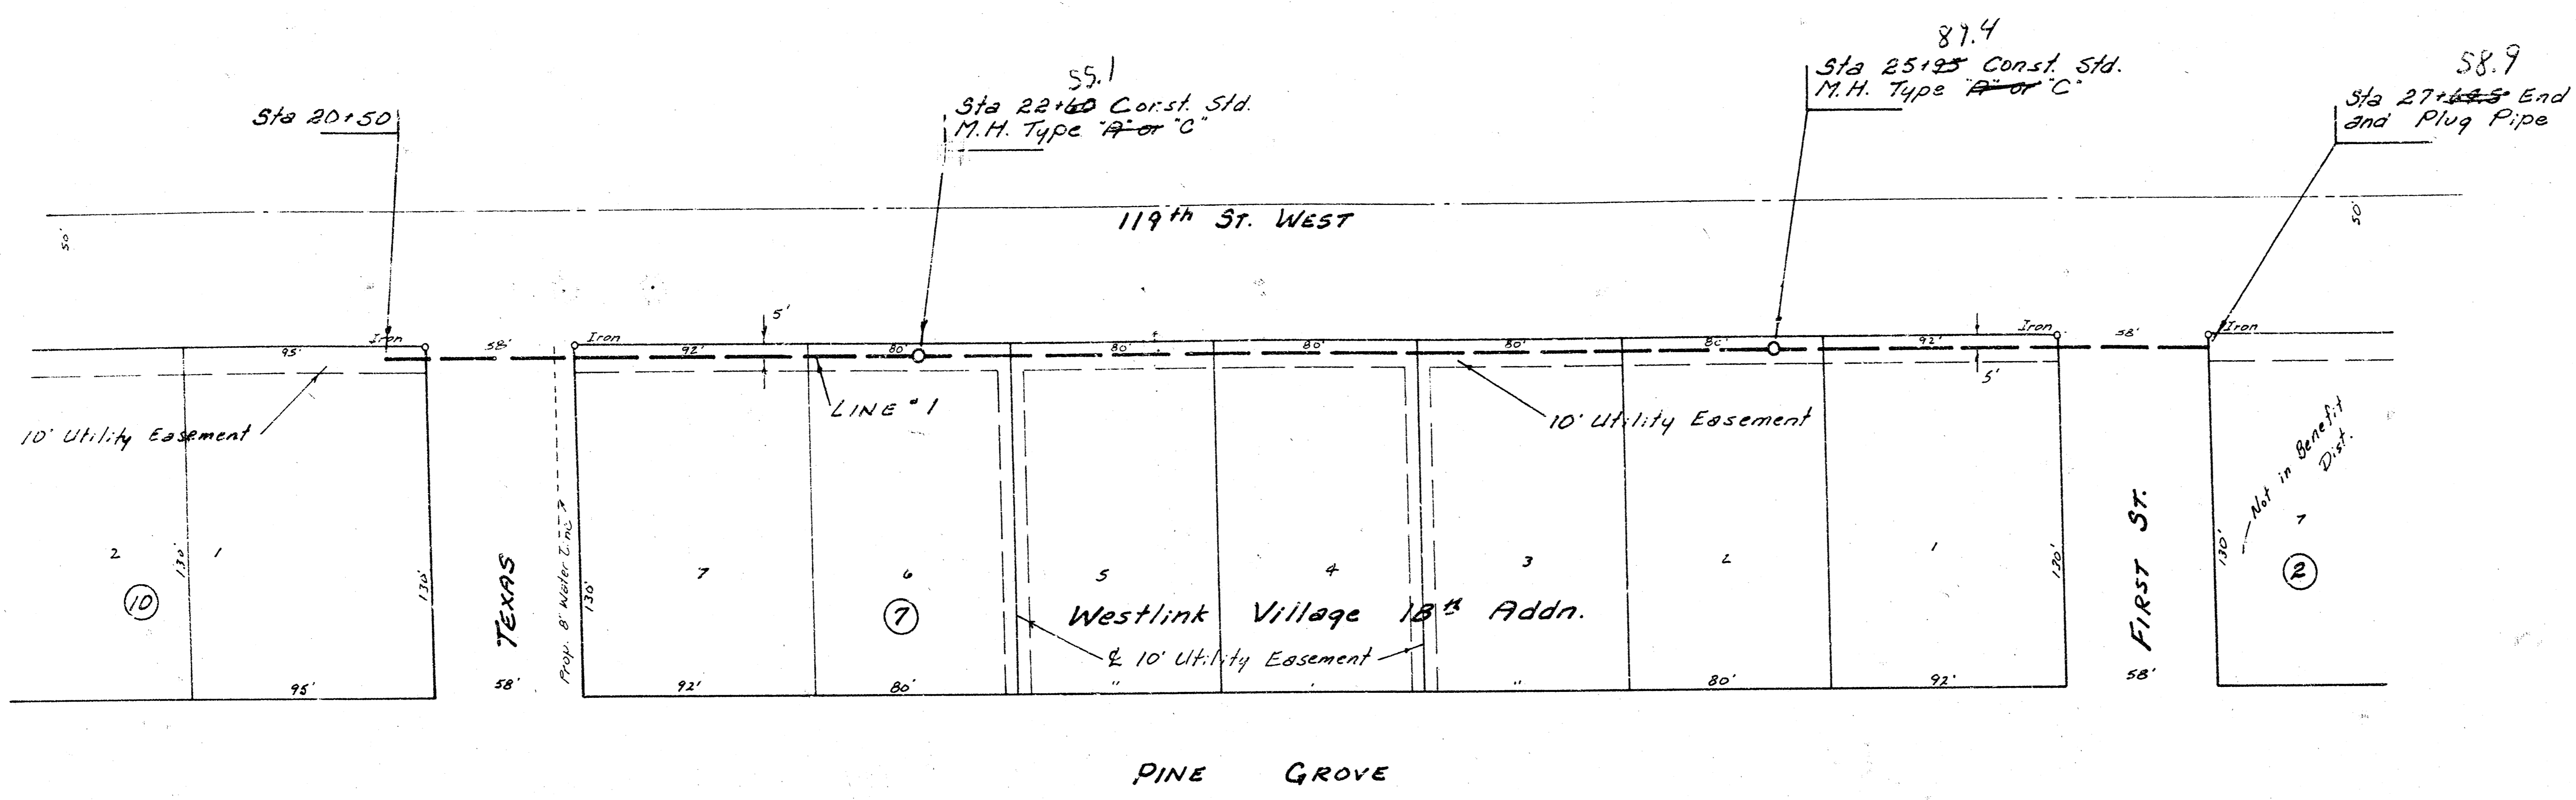 Sta 20+50
55.1
Sta 22+60 Const. Std.
M.H. Type "A" or "C"
89.4
Sta 25+95 Const. Std.
M.H. Type "A" or "C"
58.9
Sta 27+ End
and Plug Pipe
119th ST. WEST
50'
50'
95'
Iron
58'
Iron
92'
5'
80'
80'
80'
80'
80'
92'
Iron
58'
Iron
5'
LINE #1
10' Utility Easement
10' Utility Easement
Not in Benefit
Dist.
2
130'
1
10
130'
TEXAS
Prop. 8" Water Line
130'
7
6
7
5
4
3
2
1
130'
FIRST ST.
130'
7
2
Westlink Village 18th Addn.
℄ 10' Utility Easement
95'
58'
92'
80'
"
"
"
80'
92'
58'
PINE GROVE